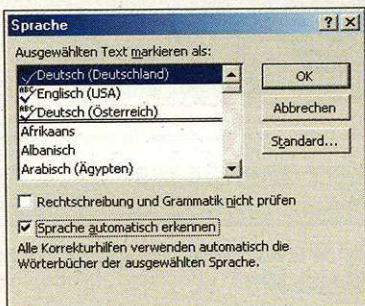 Sprache
Ausgewählten Text markieren als:
Deutsch (Deutschland)
Englisch (USA)
Deutsch (Österreich)
Afrikaans
Albanisch
Arabisch (Ägypten)
OK
Abbrechen
Standard...
Rechtschreibung und Grammatik nicht prüfen
Sprache automatisch erkennen
Alle Korrekturhilfen verwenden automatisch die
Wörterbücher der ausgewählten Sprache.